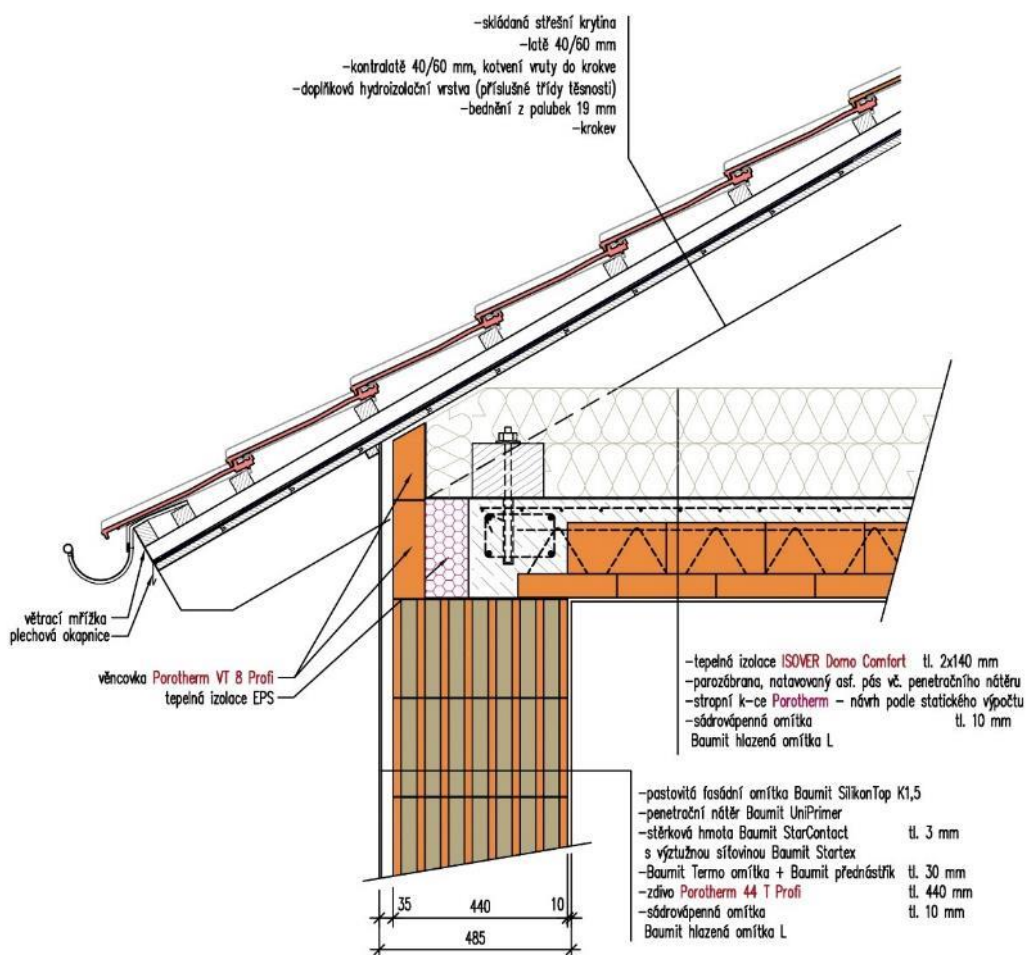 -skládaná střešní krytina
-latě 40/60 mm
-kontralatě 40/60 mm, kotvení vruty do krokve
-doplňková hydroizolační vrstva (příslušné třídy těsnosti)
-bednění z palubek 19 mm
-krokev
větrací mřížka
plechová okapnice
věncovka Porotherm VT 8 Profi
tepelná izolace EPS
-tepelná izolace ISOVER Domo Comfort tl. 2x140 mm
-parozábrana, natavovaný asf. pás vč. penetračního nátěru
-stropní k-ce Porotherm - návrh podle statického výpočtu
-sádrovápenná omítka tl. 10 mm
Baumit hlazená omítka L
-pastovitá fasádní omítka Baumit SilikonTop K1,5
-penetrační nátěr Baumit UniPrimer
-stěrková hmota Baumit StarContact tl. 3 mm
s výztužnou síťovinou Baumit Startex
-Baumit Termo omítka + Baumit přednástřik tl. 30 mm
-zdivo Porotherm 44 T Profi tl. 440 mm
-sádrovápenná omítka tl. 10 mm
Baumit hlazená omítka L
35 440 10
485